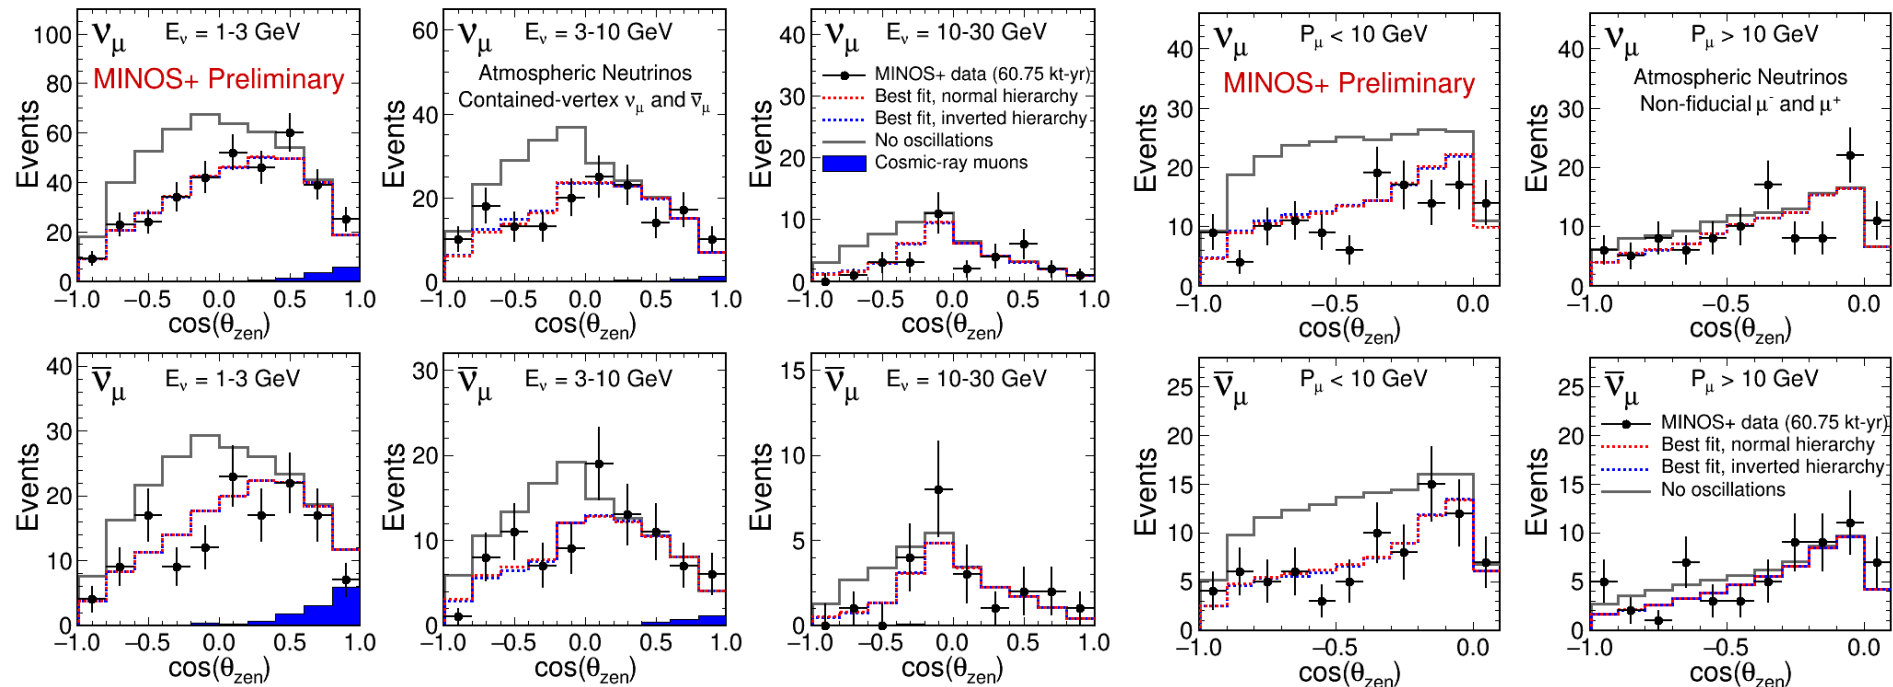 νμ Eν = 1-3 GeV
MINOS+ Preliminary
Events
100
80
60
40
20
0
−1.0 −0.5 0.0 0.5 1.0
cos(θzen)
νμ Eν = 3-10 GeV
Atmospheric Neutrinos
Contained-vertex νμ and ν̅μ
Events
60
40
20
0
−1.0 −0.5 0.0 0.5 1.0
cos(θzen)
νμ Eν = 10-30 GeV
MINOS+ data (60.75 kt-yr)
Best fit, normal hierarchy
Best fit, inverted hierarchy
No oscillations
Cosmic-ray muons
Events
40
30
20
10
0
−1.0 −0.5 0.0 0.5 1.0
cos(θzen)
νμ Pμ < 10 GeV
MINOS+ Preliminary
Events
40
30
20
10
0
−1.0 −0.5 0.0
cos(θzen)
νμ Pμ > 10 GeV
Atmospheric Neutrinos
Non-fiducial μ- and μ+
Events
40
30
20
10
0
−1.0 −0.5 0.0
cos(θzen)
ν̅μ Eν = 1-3 GeV
Events
40
30
20
10
0
−1.0 −0.5 0.0 0.5 1.0
cos(θzen)
ν̅μ Eν = 3-10 GeV
Events
30
20
10
0
−1.0 −0.5 0.0 0.5 1.0
cos(θzen)
ν̅μ Eν = 10-30 GeV
Events
15
10
5
0
−1.0 −0.5 0.0 0.5 1.0
cos(θzen)
ν̅μ Pμ < 10 GeV
Events
25
20
15
10
5
0
−1.0 −0.5 0.0
cos(θzen)
ν̅μ Pμ > 10 GeV
MINOS+ data (60.75 kt-yr)
Best fit, normal hierarchy
Best fit, inverted hierarchy
No oscillations
Events
25
20
15
10
5
0
−1.0 −0.5 0.0
cos(θzen)